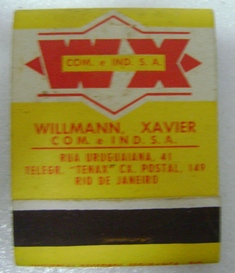 WX
COM. e IND. S.A.
WILLMANN, XAVIER
COM. e IND. S.A.
RUA URUGUAIANA, 41
TELEGR. "TENAX" CX. POSTAL, 149
RIO DE JANEIRO